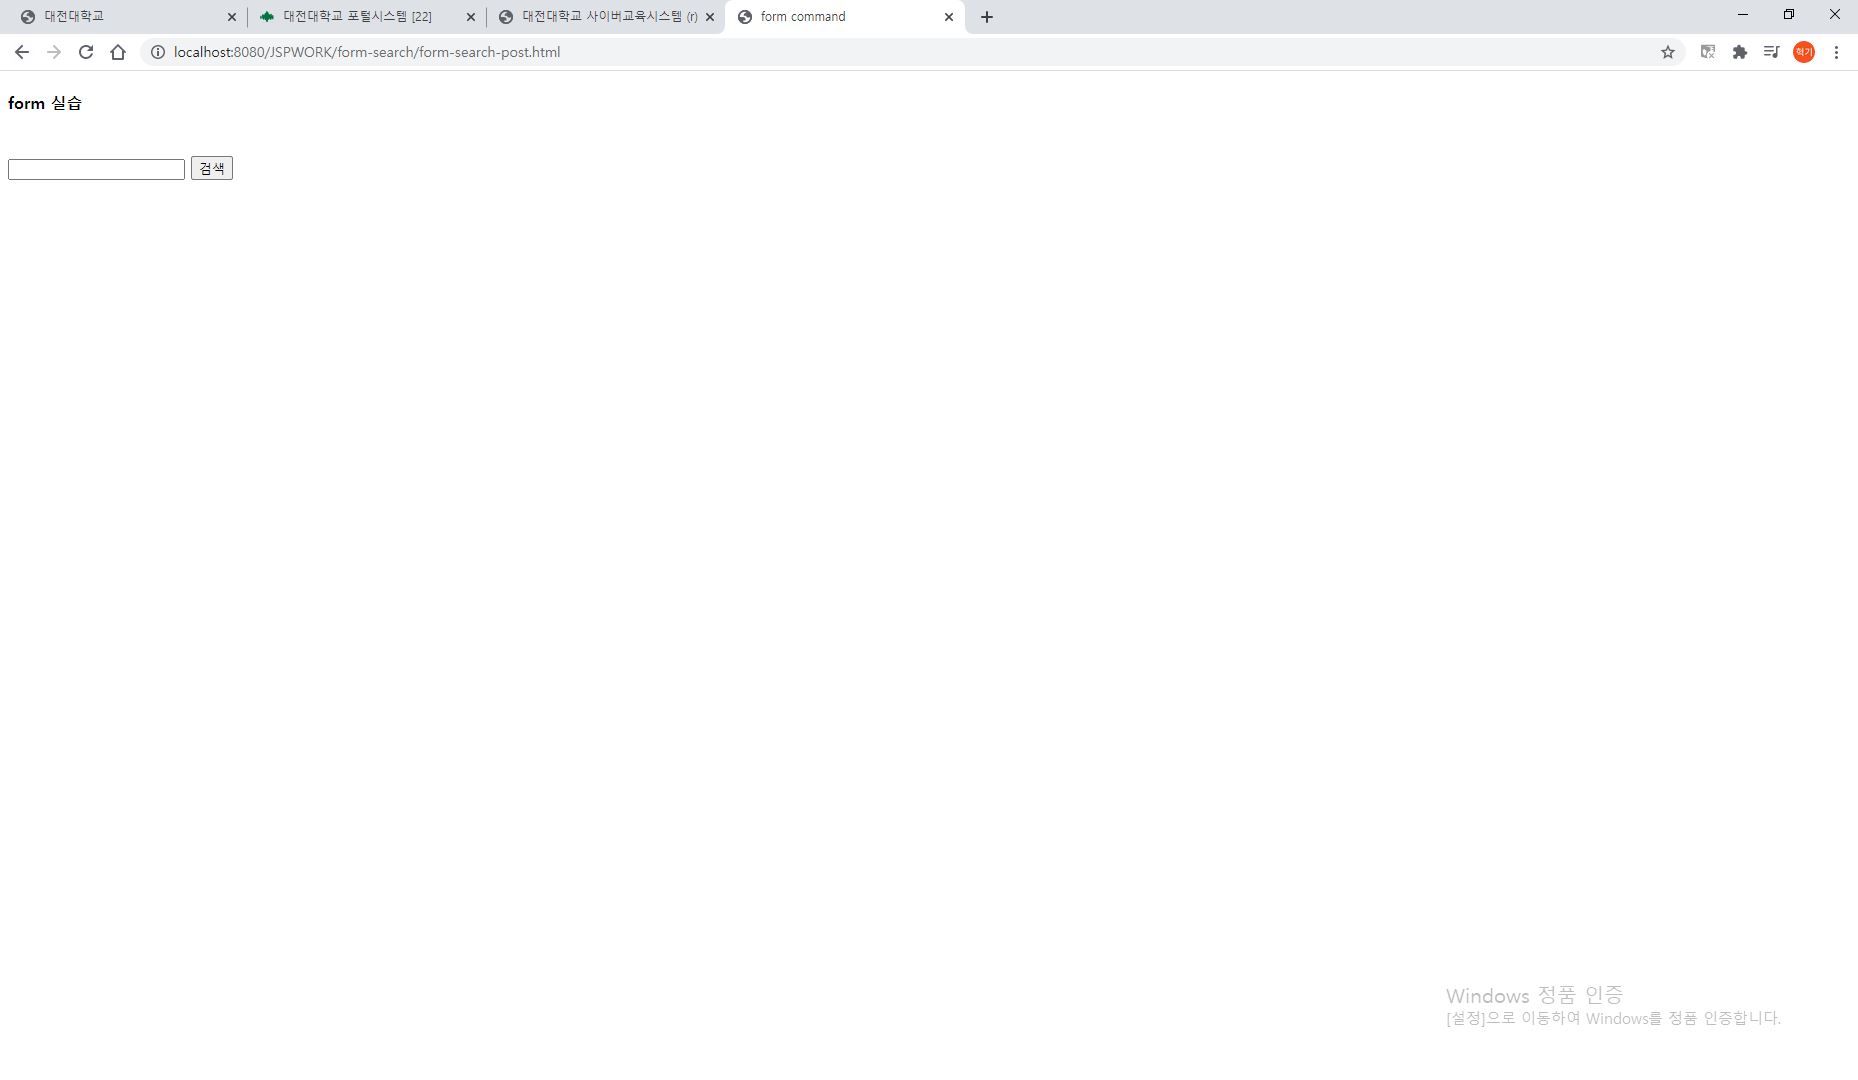 대전대학교
대전대학교 포털시스템 [22]
대전대학교 사이버교육시스템 (r)
form command
localhost:8080/JSPWORK/form-search/form-search-post.html
혁기
form 실습
검색
Windows 정품 인증
[설정]으로 이동하여 Windows를 정품 인증합니다.